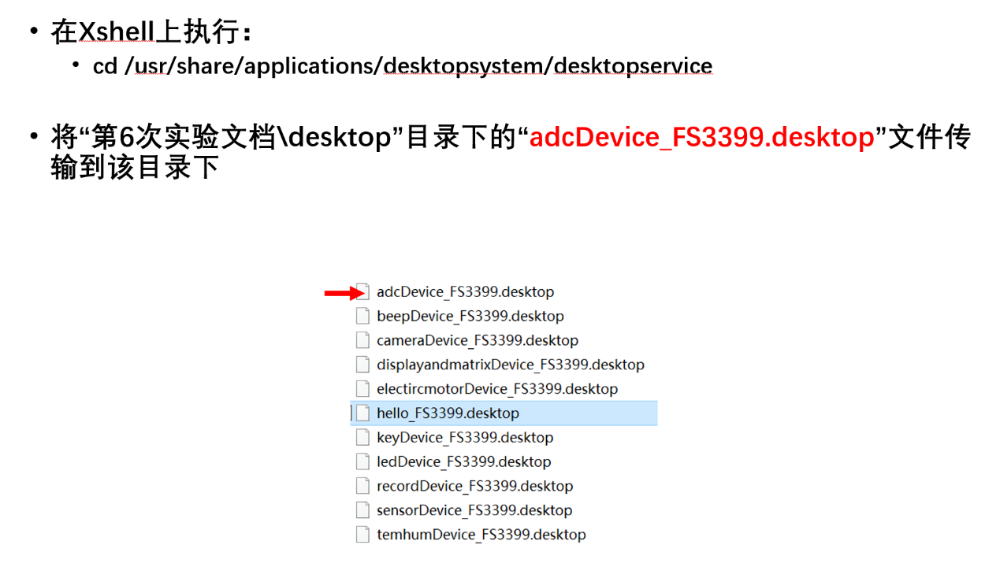 • 在Xshell上执行：
• cd /usr/share/applications/desktopsystem/desktopservice
• 将“第6次实验文档\desktop”目录下的“adcDevice_FS3399.desktop”文件传
输到该目录下
adcDevice_FS3399.desktop
beepDevice_FS3399.desktop
cameraDevice_FS3399.desktop
displayandmatrixDevice_FS3399.desktop
electircmotorDevice_FS3399.desktop
hello_FS3399.desktop
keyDevice_FS3399.desktop
ledDevice_FS3399.desktop
recordDevice_FS3399.desktop
sensorDevice_FS3399.desktop
temhumDevice_FS3399.desktop